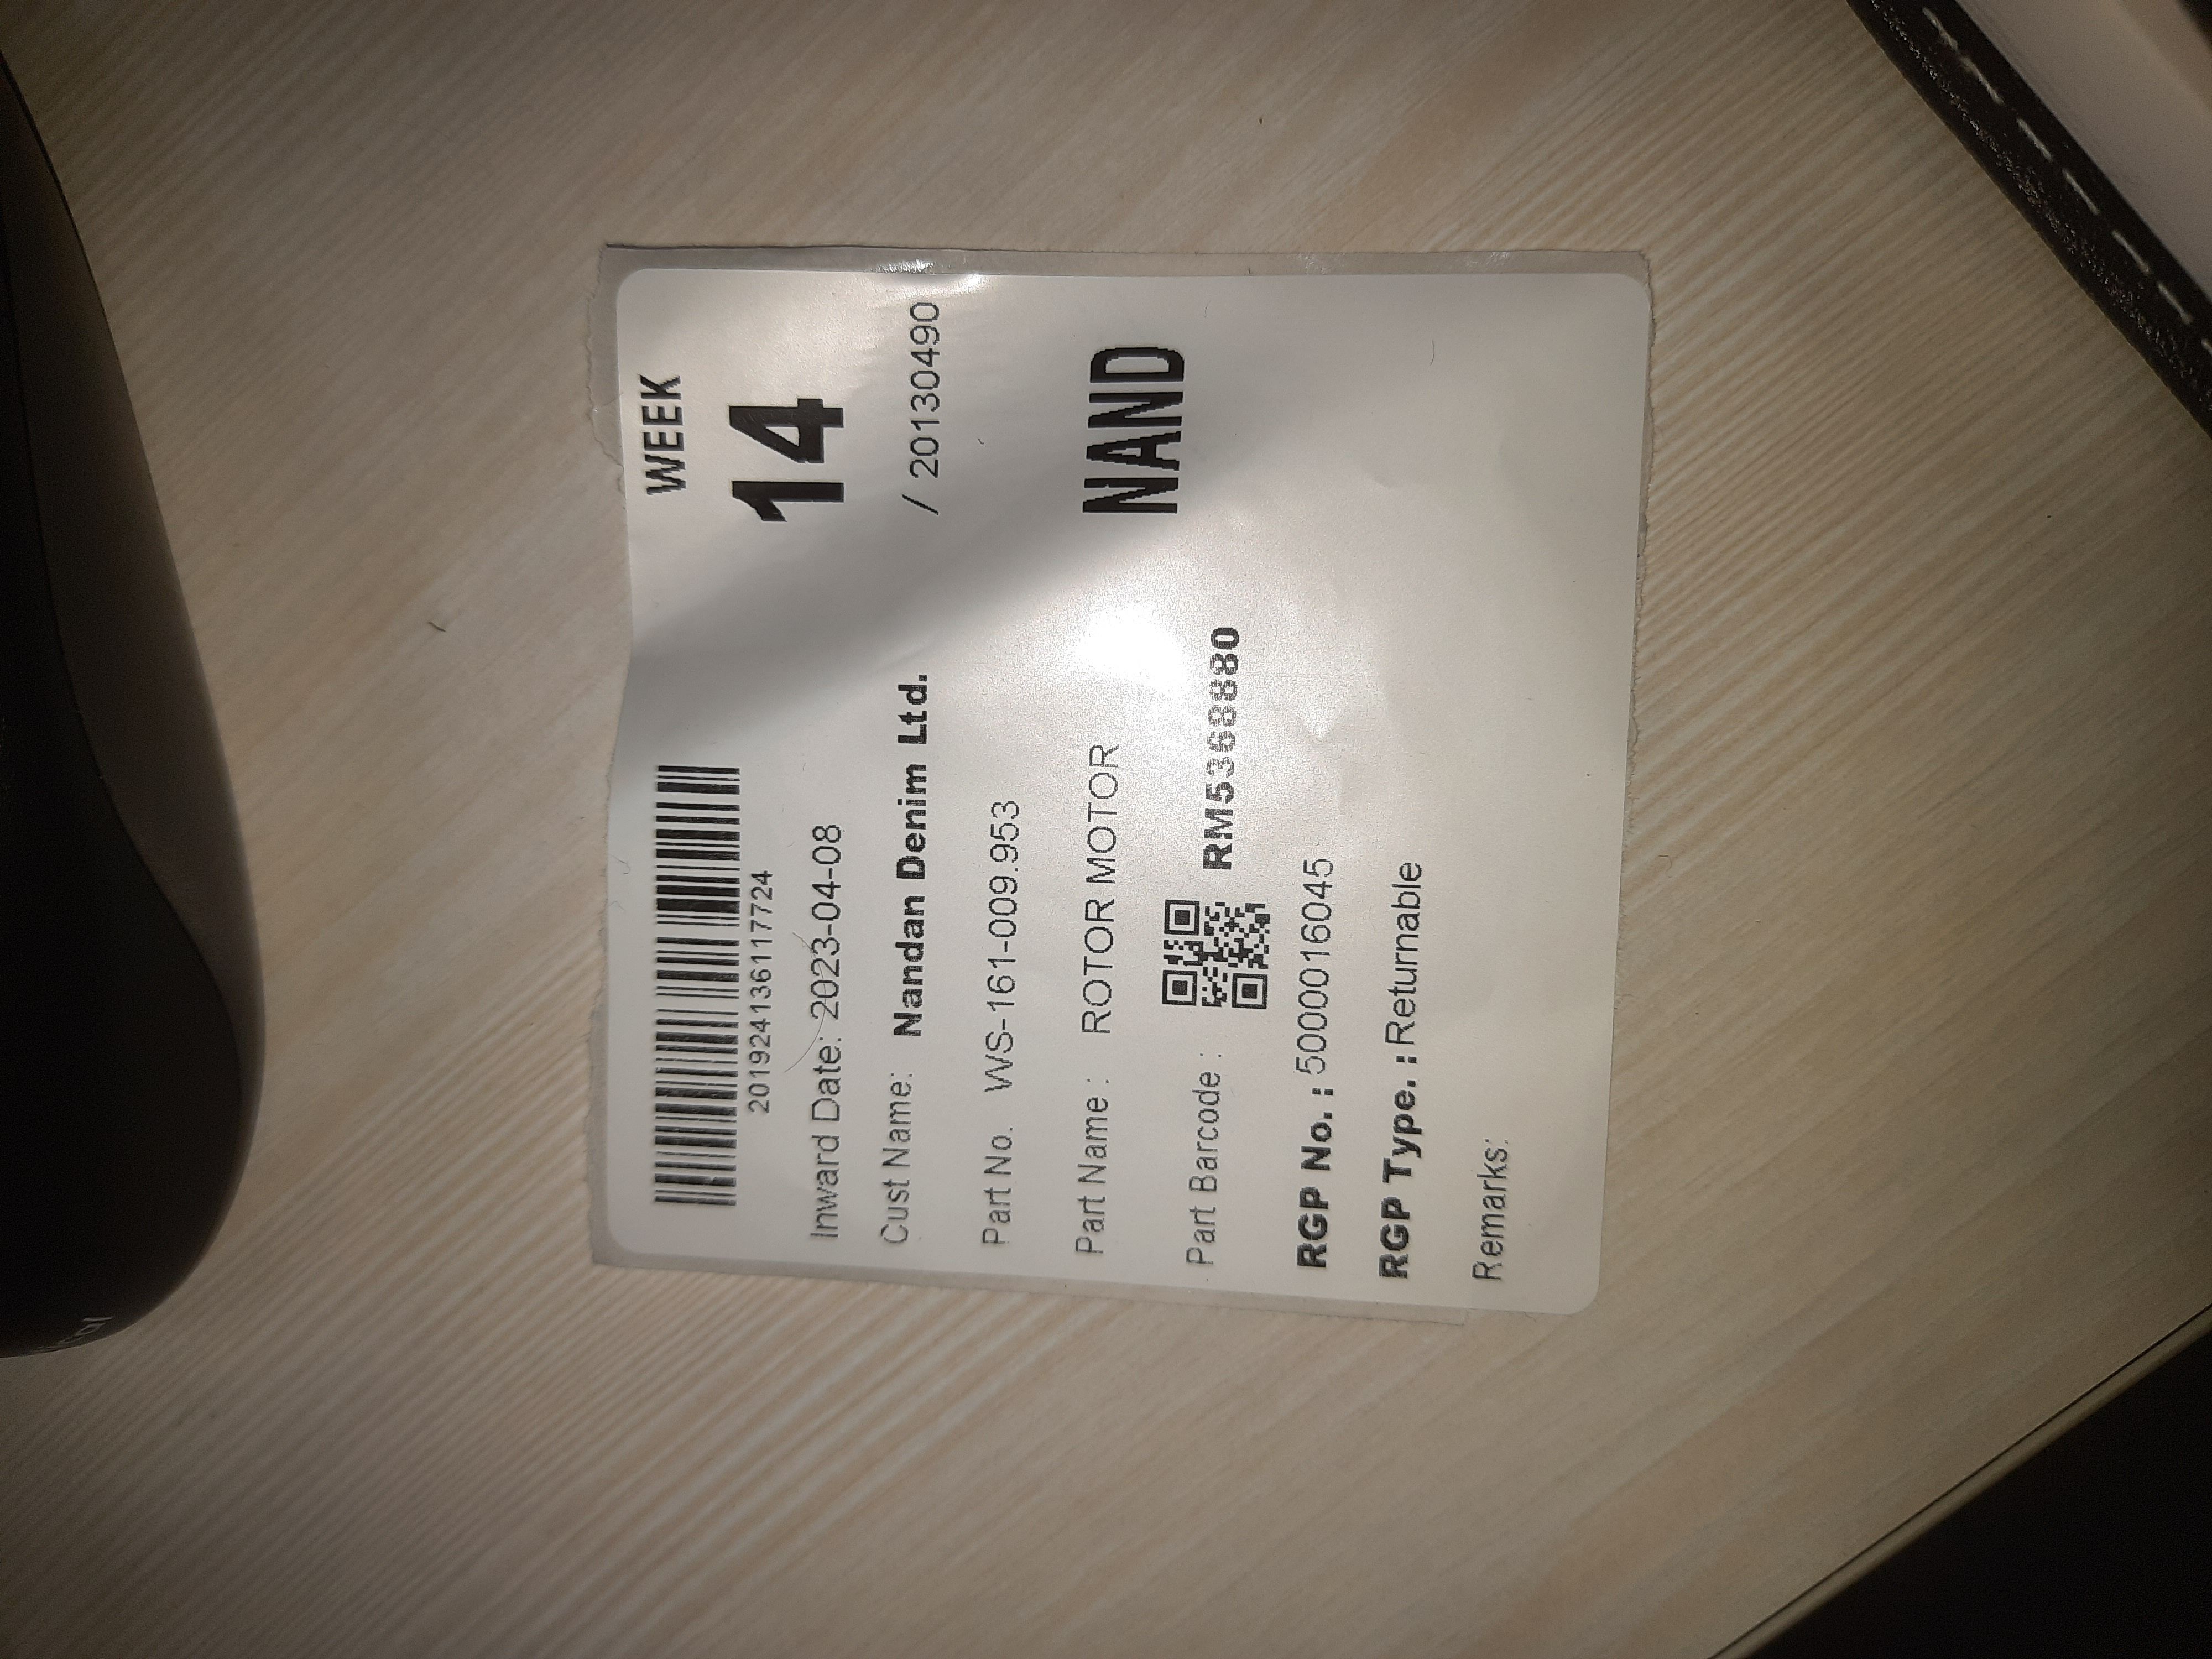 WEEK
14
201924136117724
Inward Date: 2023-04-08
Cust Name: Nandan Denim Ltd. / 20130490
Part No. WS-161-009.953
Part Name : ROTOR MOTOR
NAND
Part Barcode : RM5368880
RGP No. : 5000016045
RGP Type. : Returnable
Remarks: